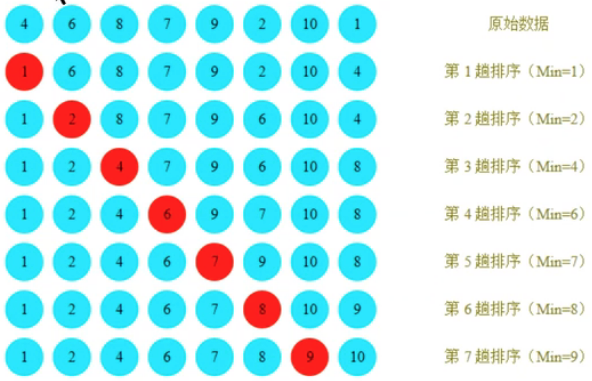 4 6 8 7 9 2 10 1 原始数据
1 6 8 7 9 2 10 4 第 1 趟排序（Min=1）
1 2 8 7 9 6 10 4 第 2 趟排序（Min=2）
1 2 4 7 9 6 10 8 第 3 趟排序（Min=4）
1 2 4 6 9 7 10 8 第 4 趟排序（Min=6）
1 2 4 6 7 9 10 8 第 5 趟排序（Min=7）
1 2 4 6 7 8 10 9 第 6 趟排序（Min=8）
1 2 4 6 7 8 9 10 第 7 趟排序（Min=9）